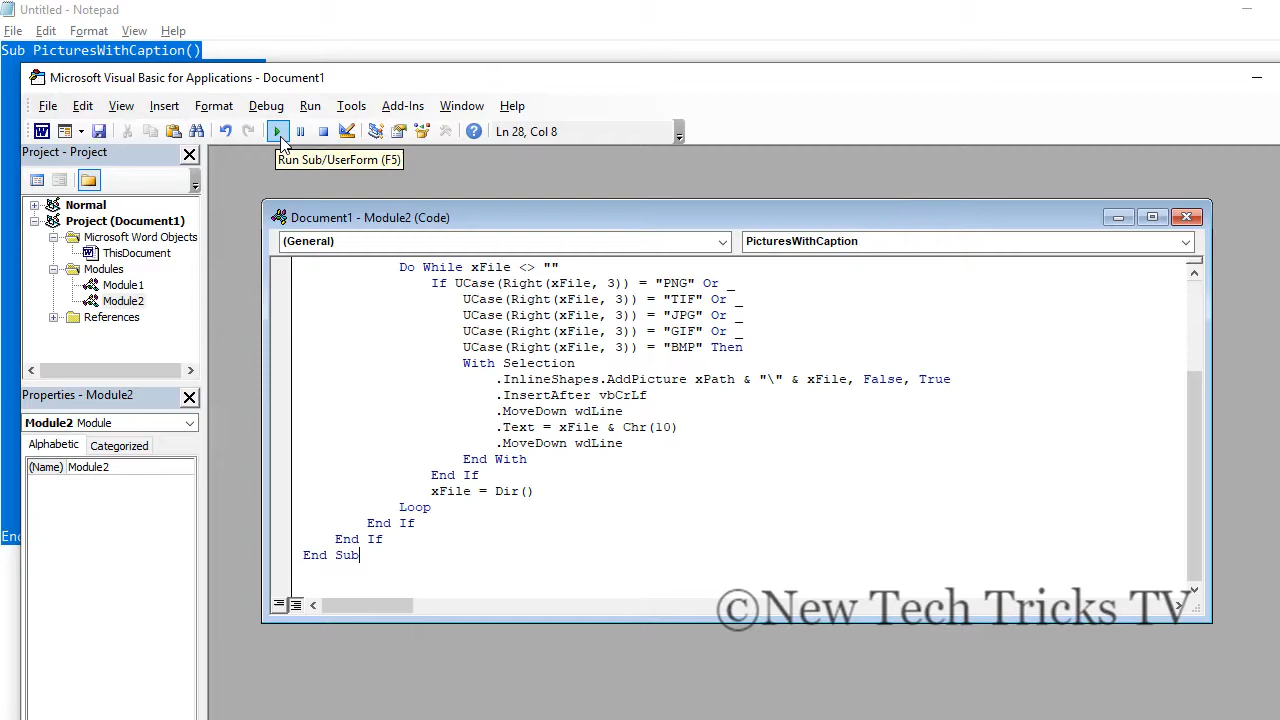 Untitled - Notepad
File Edit Format View Help
Sub PicturesWithCaption()
Microsoft Visual Basic for Applications - Document1
File Edit View Insert Format Debug Run Tools Add-Ins Window Help
Ln 28, Col 8
Run Sub/UserForm (F5)
Project - Project
Normal
Project (Document1)
Microsoft Word Objects
ThisDocument
Modules
Module1
Module2
References
Properties - Module2
Module2 Module
Alphabetic Categorized
(Name) Module2
End
Document1 - Module2 (Code)
(General) PicturesWithCaption
Do While xFile <> ""
If UCase(Right(xFile, 3)) = "PNG" Or _
UCase(Right(xFile, 3)) = "TIF" Or _
UCase(Right(xFile, 3)) = "JPG" Or _
UCase(Right(xFile, 3)) = "GIF" Or _
UCase(Right(xFile, 3)) = "BMP" Then
With Selection
.InlineShapes.AddPicture xPath & "\" & xFile, False, True
.InsertAfter vbCrLf
.MoveDown wdLine
.Text = xFile & Chr(10)
.MoveDown wdLine
End With
End If
xFile = Dir()
Loop
End If
End If
End Sub
©New Tech Tricks TV